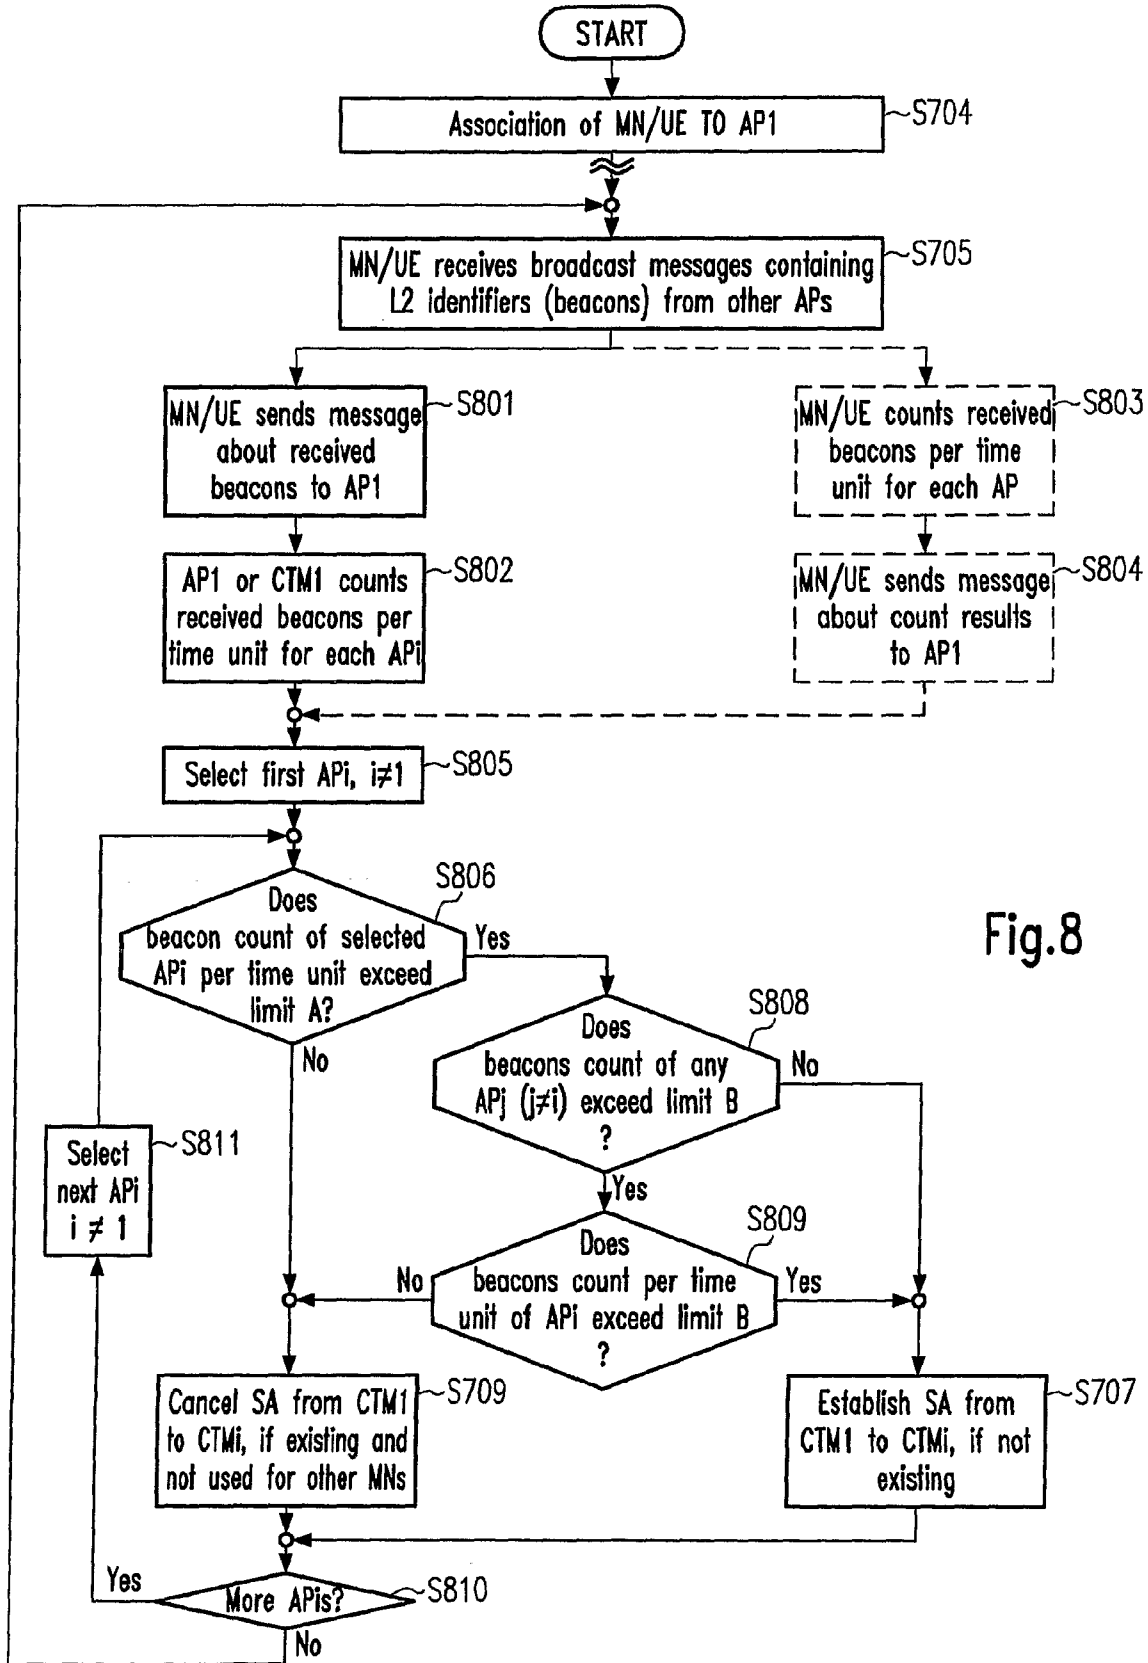 START
Association of MN/UE TO AP1
S704
MN/UE receives broadcast messages containing
L2 identifiers (beacons) from other APs
S705
MN/UE sends message
about received
beacons to AP1
S801
MN/UE counts received
beacons per time
unit for each AP
S803
AP1 or CTM1 counts
received beacons per
time unit for each APi
S802
MN/UE sends message
about count results
to AP1
S804
Select first APi, i≠1
S805
Does
beacon count of selected
APi per time unit exceed
limit A?
S806
Yes
No
Fig.8
Does
beacons count of any
APj (j≠i) exceed limit B
?
S808
No
Yes
Select
next APi
i ≠ 1
S811
Does
beacons count per time
unit of APi exceed limit B
?
S809
No
Yes
Cancel SA from CTM1
to CTMi, if existing and
not used for other MNs
S709
Establish SA from
CTM1 to CTMi, if not
existing
S707
More APis?
S810
Yes
No